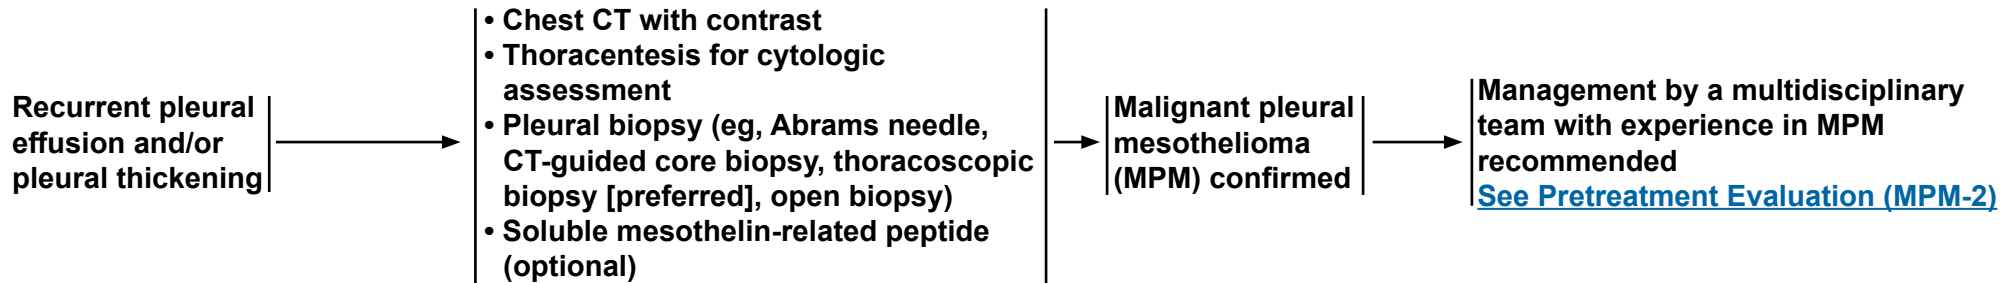 Recurrent pleural
effusion and/or
pleural thickening
• Chest CT with contrast
• Thoracentesis for cytologic
assessment
• Pleural biopsy (eg, Abrams needle,
CT-guided core biopsy, thoracoscopic
biopsy [preferred], open biopsy)
• Soluble mesothelin-related peptide
(optional)
Malignant pleural
mesothelioma
(MPM) confirmed
Management by a multidisciplinary
team with experience in MPM
recommended
See Pretreatment Evaluation (MPM-2)